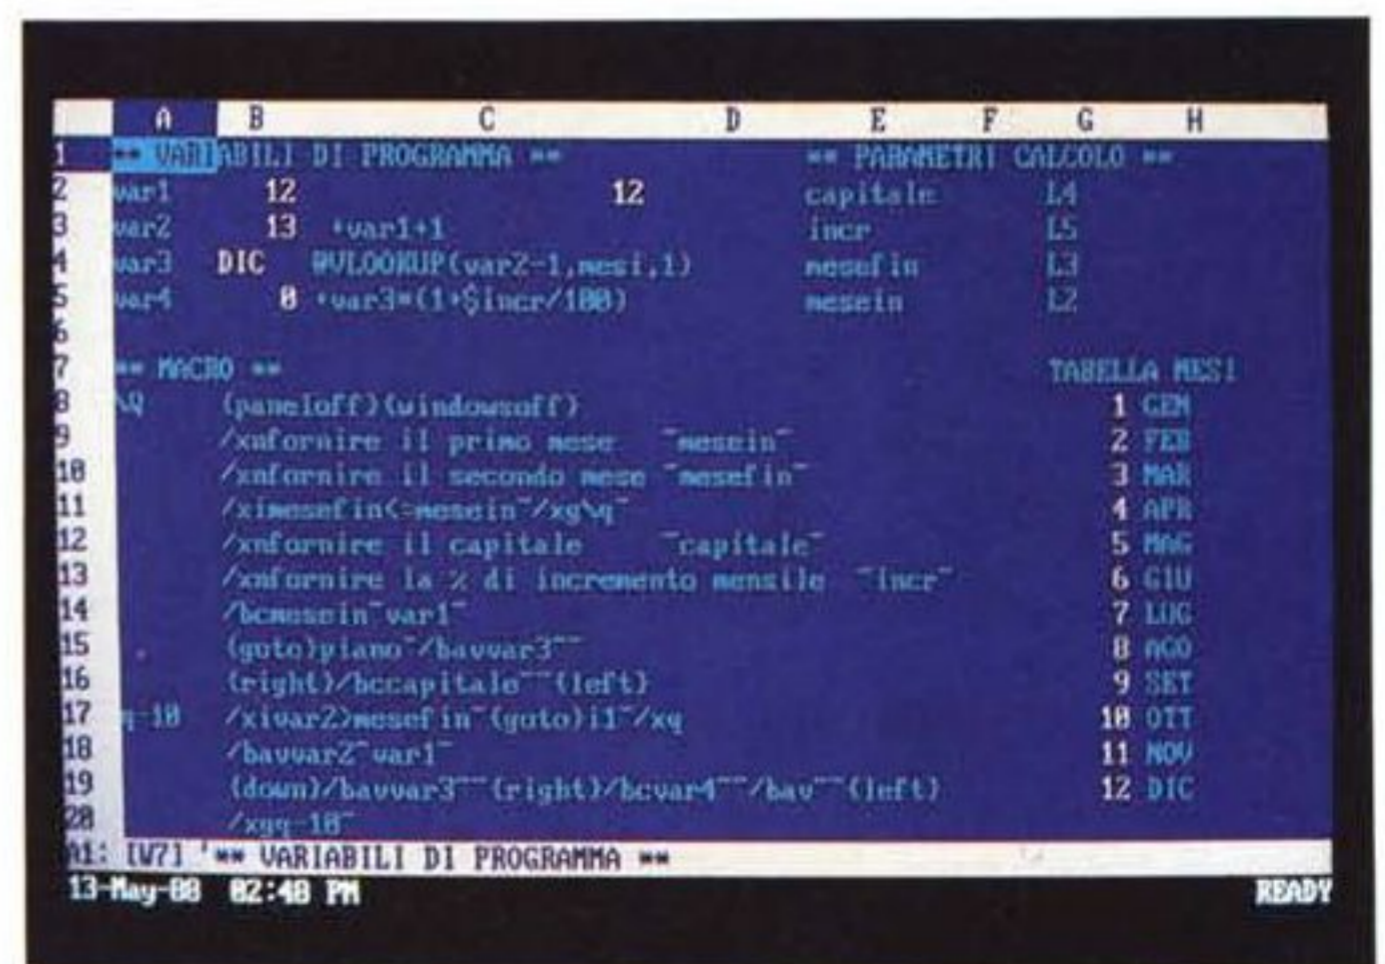 A B C D E F G H
1 ** VARIABILI DI PROGRAMMA ** ** PARAMETRI CALCOLO **
2 var1 12 12 capitale L4
3 var2 13 +var1+1 incr L5
4 var3 DIC @VLOOKUP(var2-1,mesi,1) mesefin L3
5 var4 0 +var3*(1+$incr/100) mesein L2
6
7 ** MACRO ** TABELLA MESI
8 \Q {paneloff}{windowsoff} 1 GEN
9 /xnfornire il primo mese ~mesein~ 2 FEB
10 /xnfornire il secondo mese ~mesefin~ 3 MAR
11 /ximesefin<=mesein~/xg\q~ 4 APR
12 /xnfornire il capitale ~capitale~ 5 MAG
13 /xnfornire la % di incremento mensile ~incr~ 6 GIU
14 /bcmesein~var1~ 7 LUG
15 {goto}piano~/bavvar3~~ 8 AGO
16 {right}/bccapitale~~{left} 9 SET
17 q-10 /xivar2>mesefin~{goto}i1~/xq 10 OTT
18 /bavvar2~var1~ 11 NOV
19 {down}/bavvar3~~{right}/bcvar4~~/bav~~{left} 12 DIC
20 /xgq-10~
A1: [W7] '** VARIABILI DI PROGRAMMA **
13-May-88 02:48 PM READY